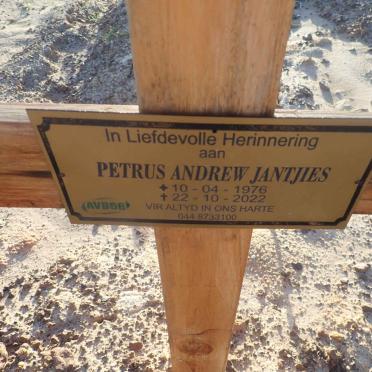 In Liefdevolle Herinnering
aan
PETRUS ANDREW JANTJIES
✦ 10 - 04 - 1976
✝ 22 - 10 - 2022
VIR ALTYD IN ONS HARTE
044 8733100
AVBOB